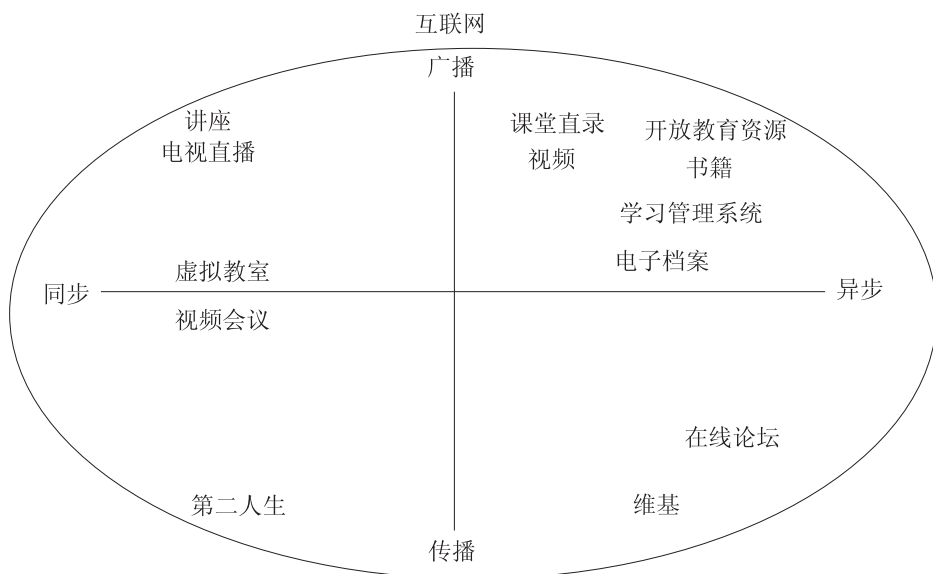 互联网
广播
讲座
电视直播
课堂直录
视频
开放教育资源
书籍
学习管理系统
电子档案
虚拟教室
同步
异步
视频会议
在线论坛
第二人生
维基
传播